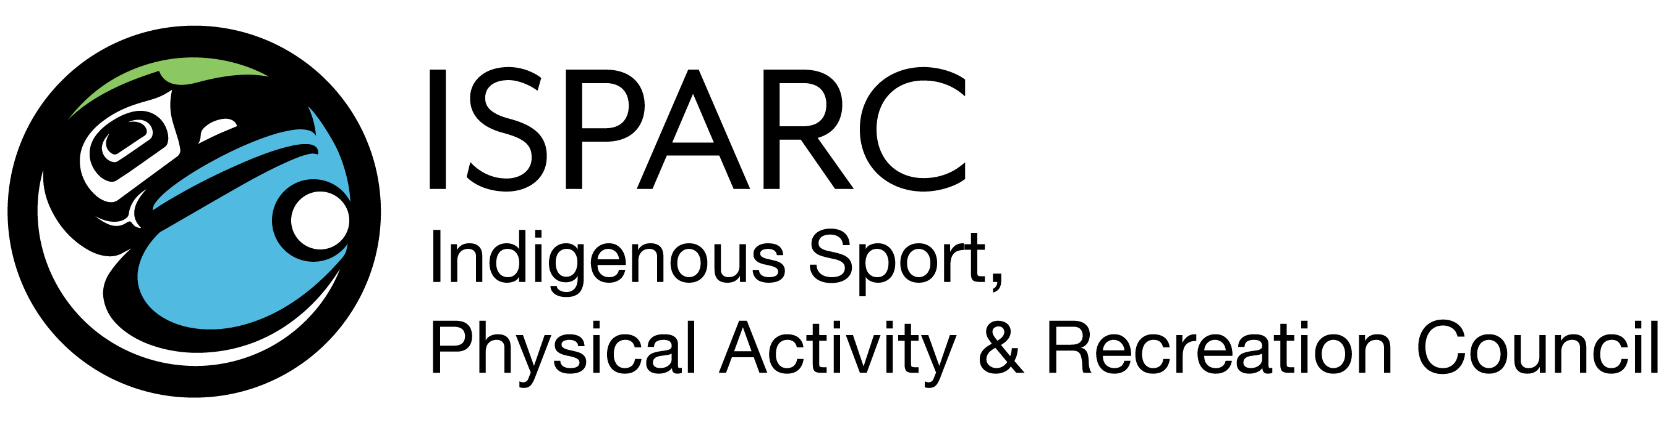 ISPARC
Indigenous Sport,
Physical Activity & Recreation Council